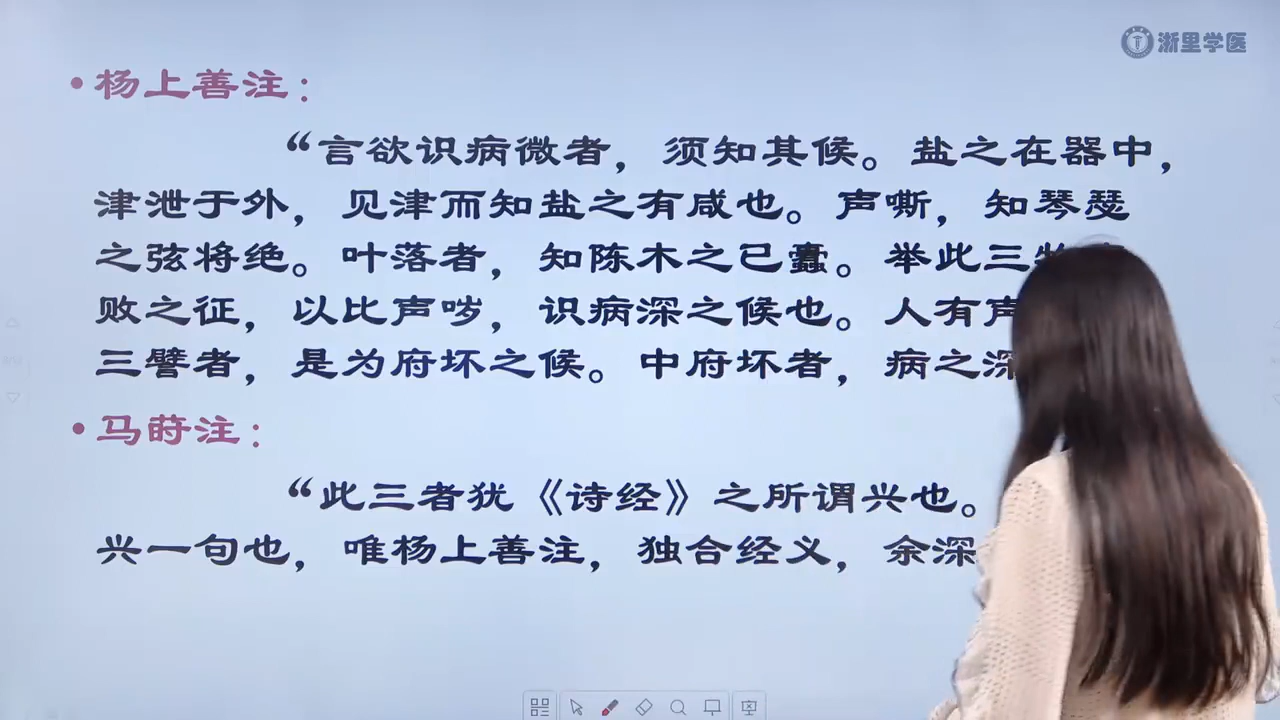 浙里学医
•杨上善注：
“言欲识病微者，须知其候。盐之在器中，
津泄于外，见津而知盐之有咸也。声嘶，知琴瑟
之弦将绝。叶落者，知陈木之已蠹。举此三物
败之征，以比声哕，识病深之候也。人有声
三譬者，是为府坏之候。中府坏者，病之深
•马莳注：
“此三者犹《诗经》之所谓兴也。
兴一句也，唯杨上善注，独合经义，余深